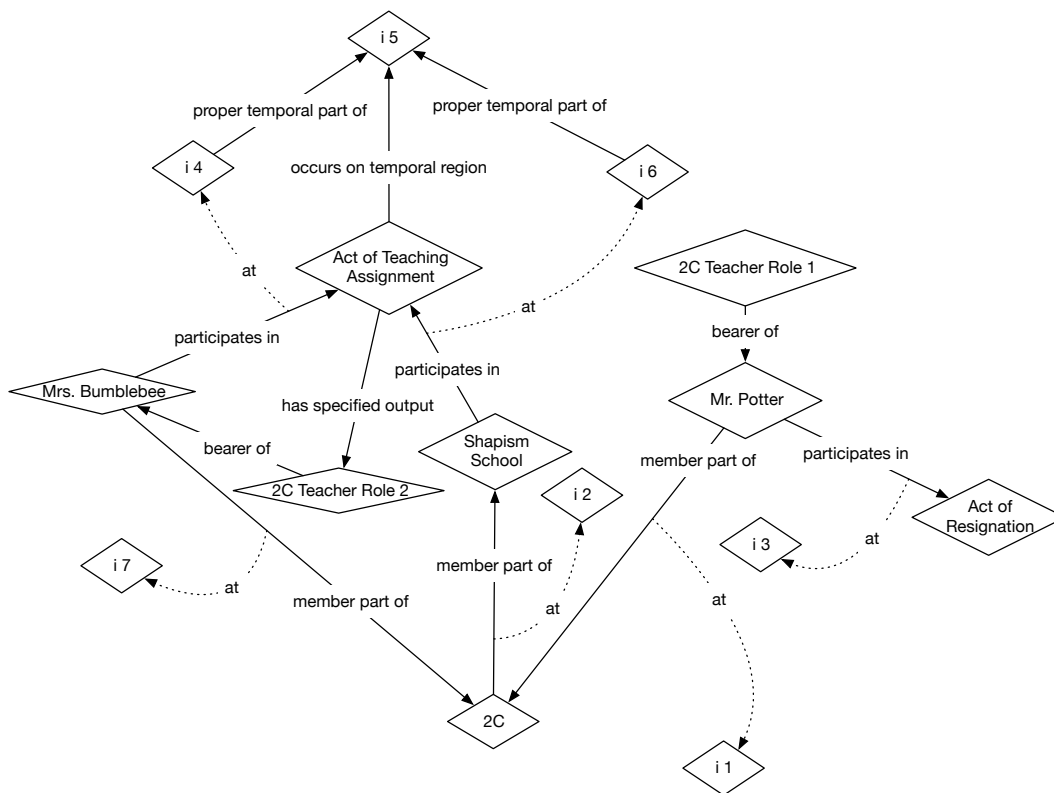 i 5
proper temporal part of
proper temporal part of
i 4
occurs on temporal region
i 6
at
Act of Teaching
Assignment
2C Teacher Role 1
at
participates in
bearer of
participates in
Mrs. Bumblebee
Mr. Potter
has specified output
bearer of
Shapism
School
member part of
participates in
2C Teacher Role 2
i 2
Act of
Resignation
i 7
member part of
i 3
at
at
member part of
at
at
2C
i 1